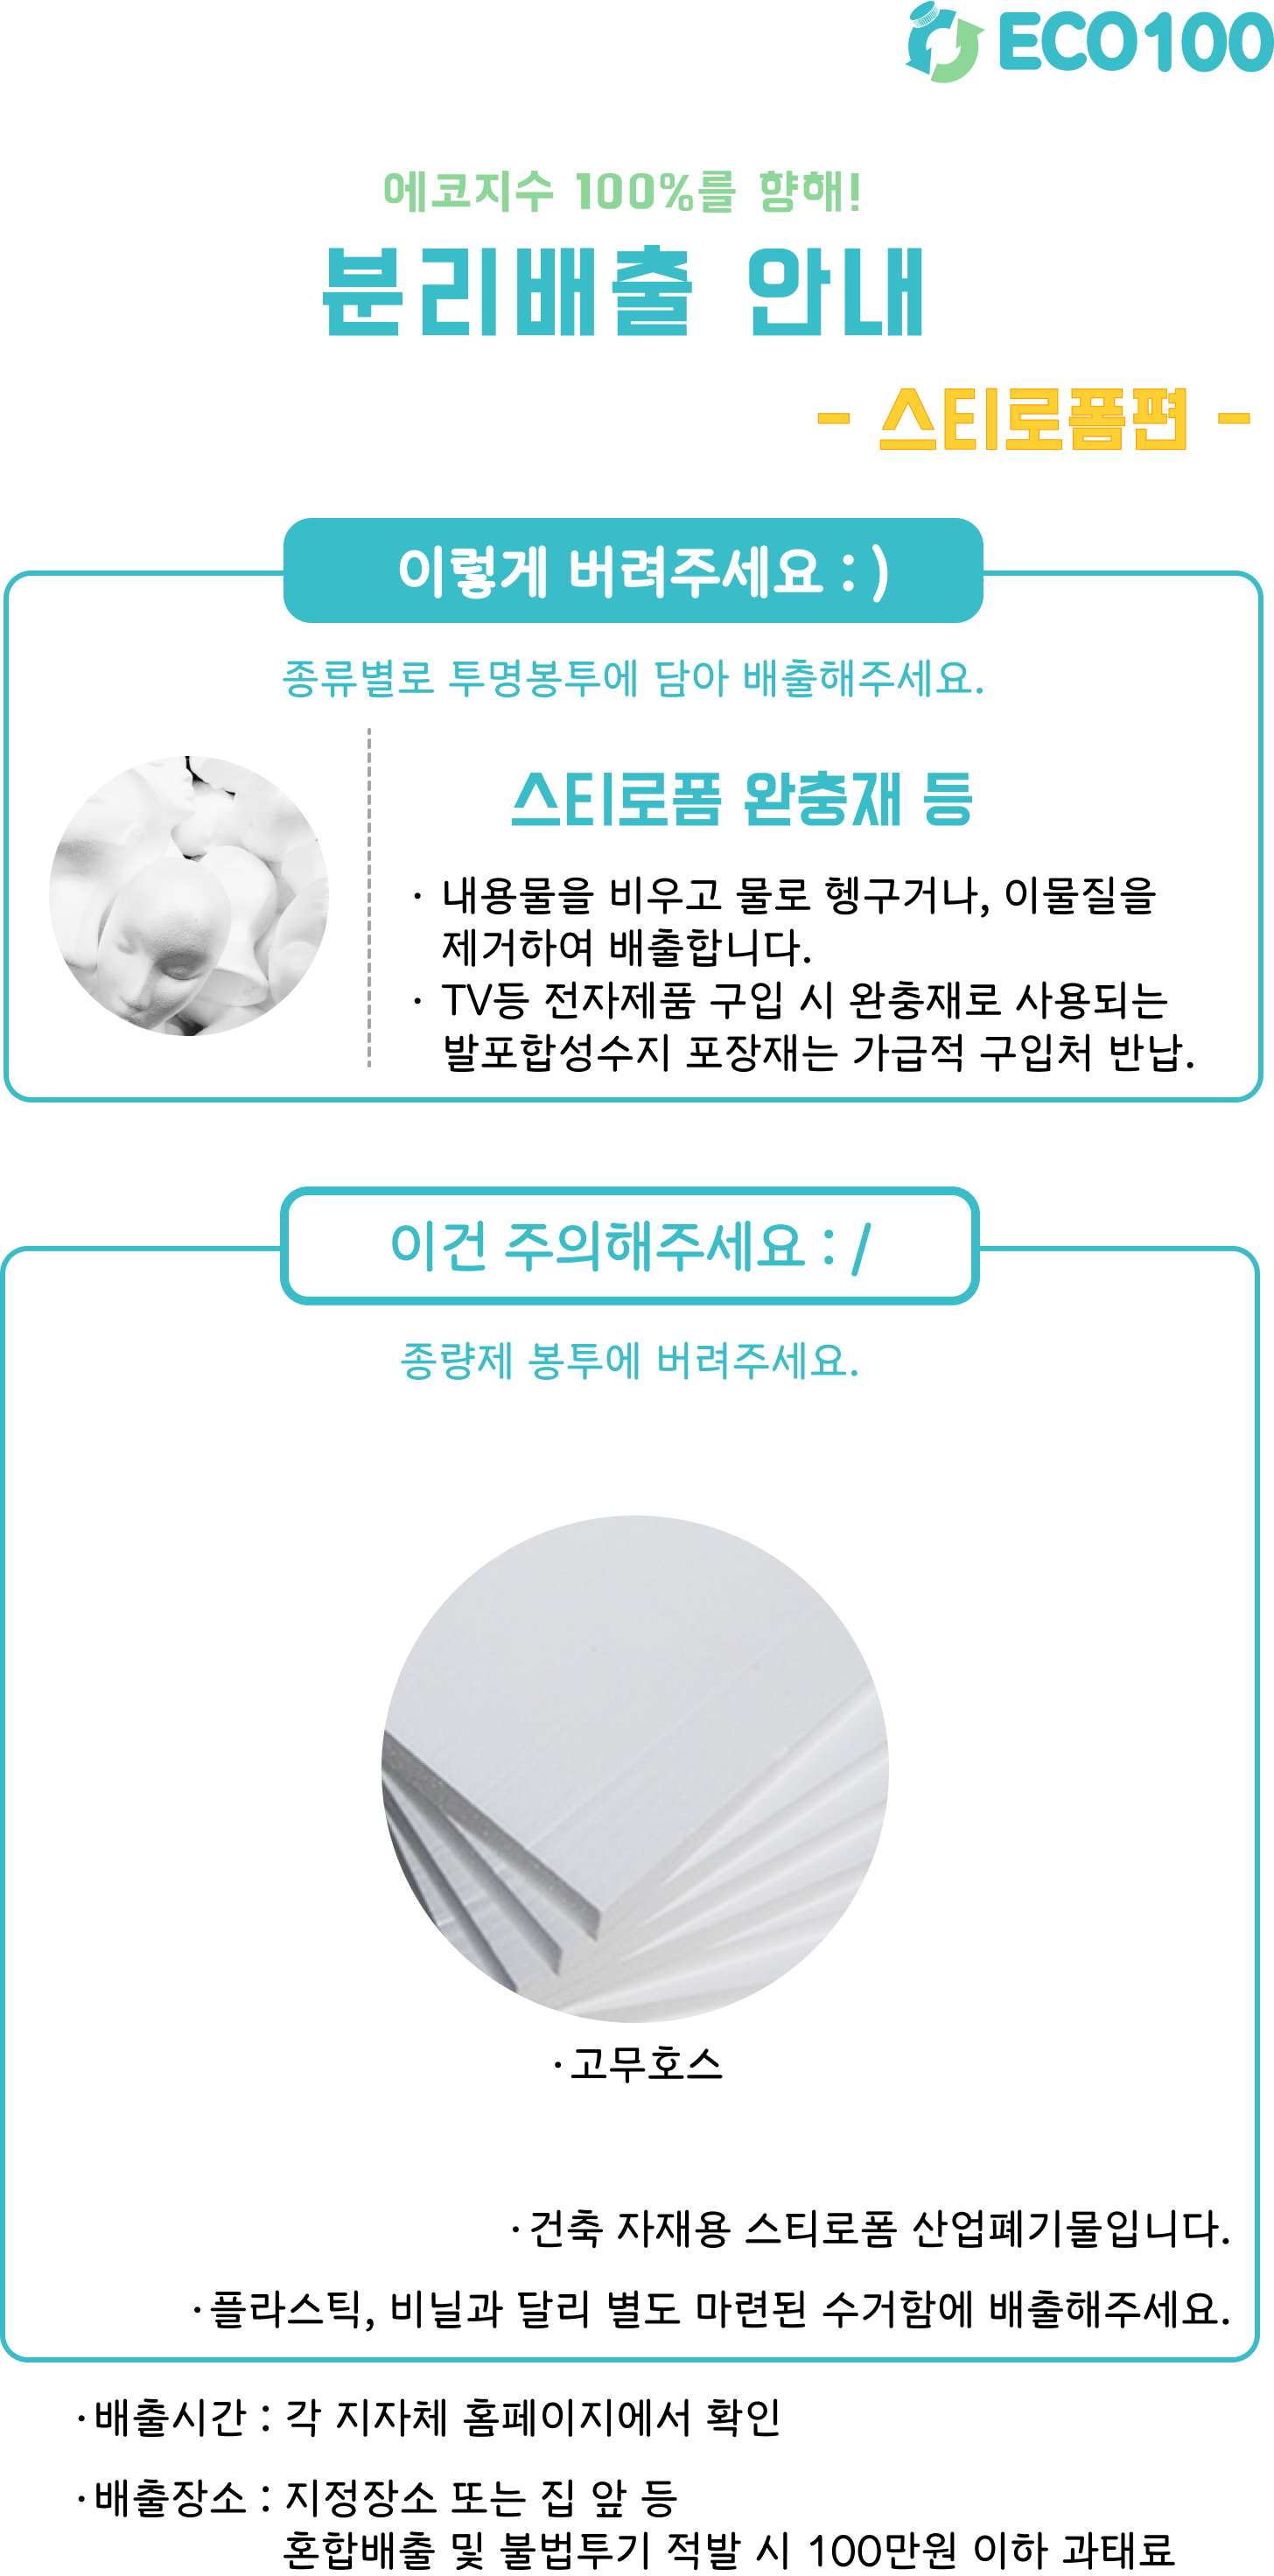 ECO100
에코지수 100%를 향해!
분리배출 안내
- 스티로폼편 -
이렇게 버려주세요 : )
종류별로 투명봉투에 담아 배출해주세요.
스티로폼 완충재 등
· 내용물을 비우고 물로 헹구거나, 이물질을
제거하여 배출합니다.
· TV등 전자제품 구입 시 완충재로 사용되는
발포합성수지 포장재는 가급적 구입처 반납.
이건 주의해주세요 : /
종량제 봉투에 버려주세요.
· 고무호스
· 건축 자재용 스티로폼 산업폐기물입니다.
· 플라스틱, 비닐과 달리 별도 마련된 수거함에 배출해주세요.
· 배출시간 : 각 지자체 홈페이지에서 확인
· 배출장소 : 지정장소 또는 집 앞 등
혼합배출 및 불법투기 적발 시 100만원 이하 과태료